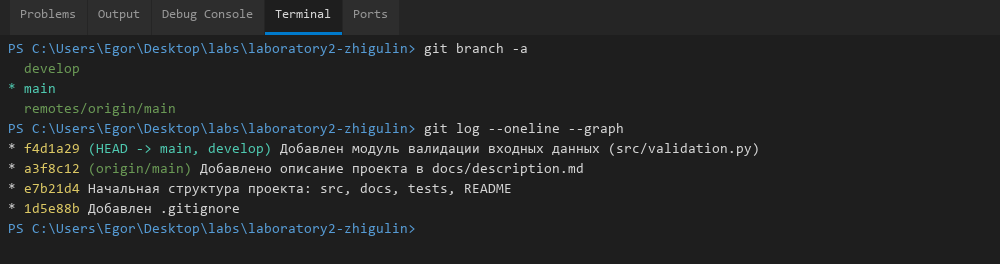 Problems Output Debug Console Terminal Ports
PS C:\Users\Egor\Desktop\labs\laboratory2-zhigulin> git branch -a
  develop
* main
  remotes/origin/main
PS C:\Users\Egor\Desktop\labs\laboratory2-zhigulin> git log --oneline --graph
* f4d1a29 (HEAD -> main, develop) Добавлен модуль валидации входных данных (src/validation.py)
* a3f8c12 (origin/main) Добавлено описание проекта в docs/description.md
* e7b21d4 Начальная структура проекта: src, docs, tests, README
* 1d5e88b Добавлен .gitignore
PS C:\Users\Egor\Desktop\labs\laboratory2-zhigulin>